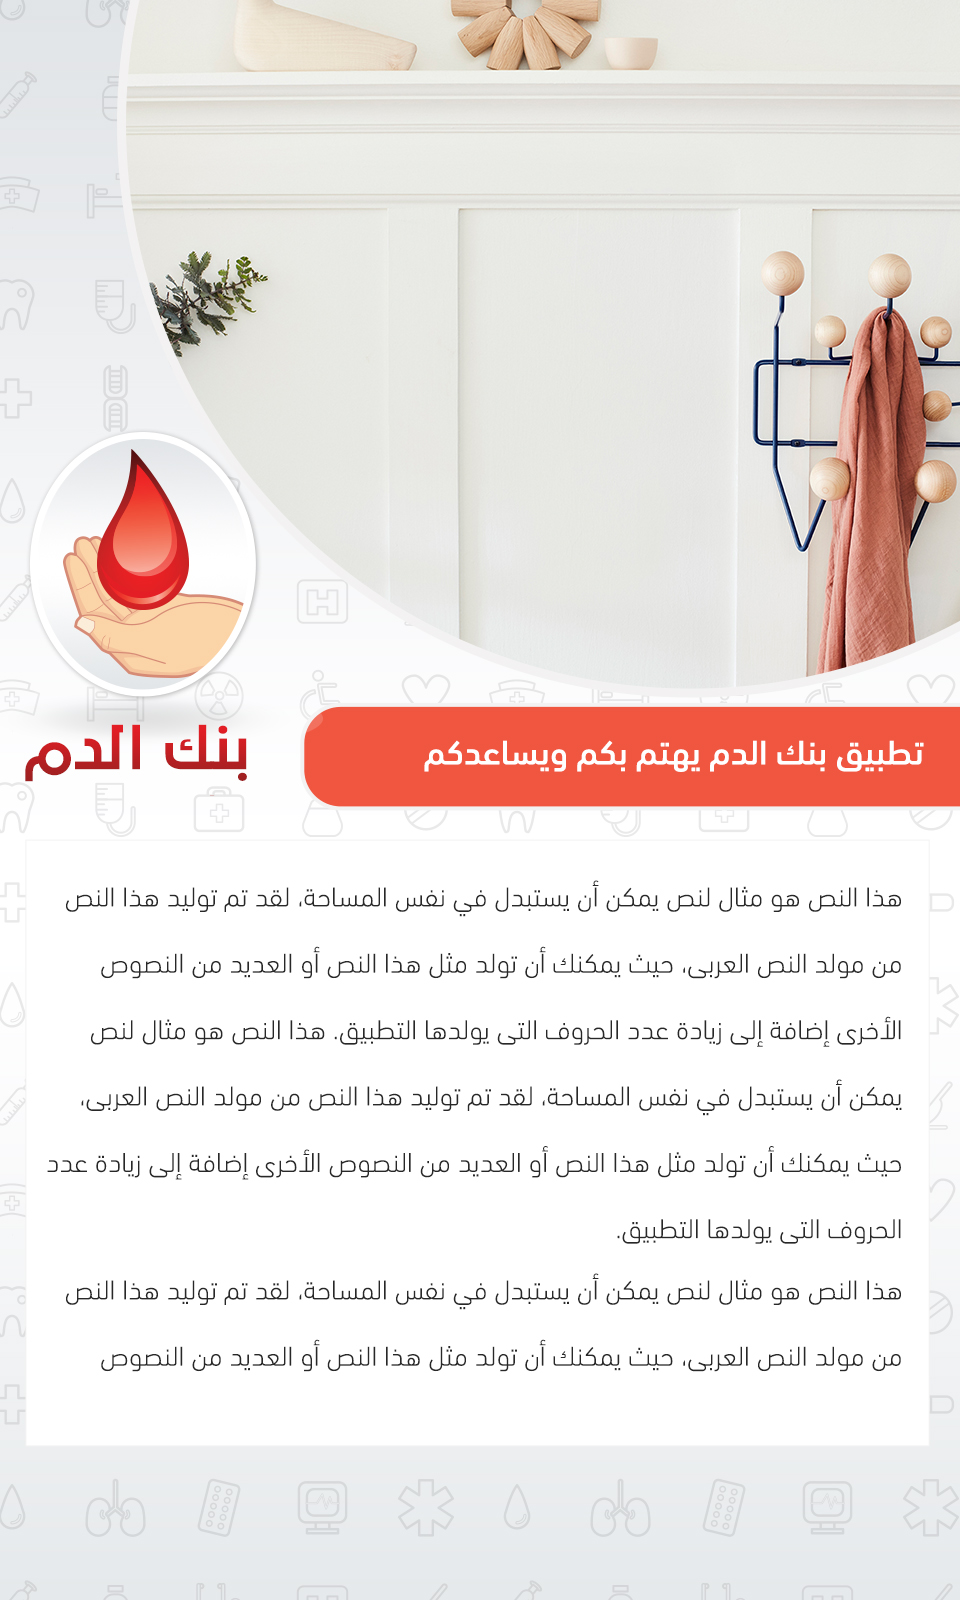 بنك الدم
تطبيق بنك الدم يهتم بكم ويساعدكم
هذا النص هو مثال لنص يمكن أن يستبدل في نفس المساحة، لقد تم توليد هذا النص
من مولد النص العربى، حيث يمكنك أن تولد مثل هذا النص أو العديد من النصوص
الأخرى إضافة إلى زيادة عدد الحروف التى يولدها التطبيق. هذا النص هو مثال لنص
يمكن أن يستبدل في نفس المساحة، لقد تم توليد هذا النص من مولد النص العربى،
حيث يمكنك أن تولد مثل هذا النص أو العديد من النصوص الأخرى إضافة إلى زيادة عدد
الحروف التى يولدها التطبيق.
هذا النص هو مثال لنص يمكن أن يستبدل في نفس المساحة، لقد تم توليد هذا النص
من مولد النص العربى، حيث يمكنك أن تولد مثل هذا النص أو العديد من النصوص